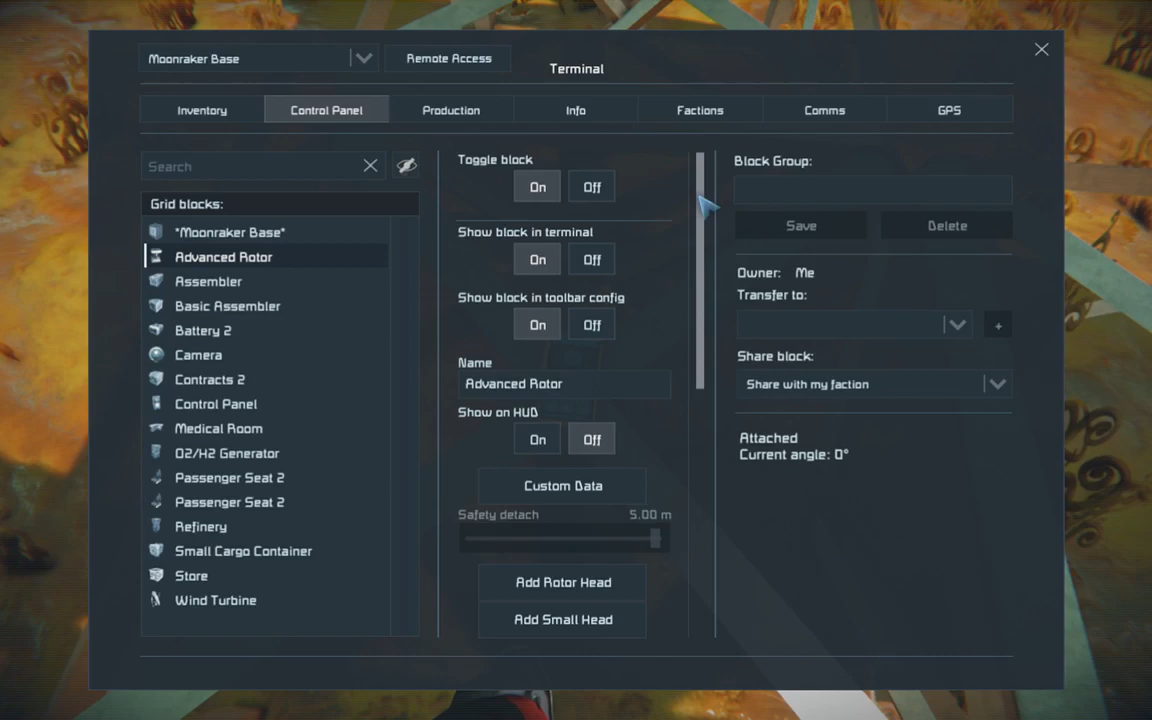 Moonraker Base
Remote Access
Terminal
Inventory
Control Panel
Production
Info
Factions
Comms
GPS
Search
Grid blocks:
*Moonraker Base*
Advanced Rotor
Assembler
Basic Assembler
Battery 2
Camera
Contracts 2
Control Panel
Medical Room
O2/H2 Generator
Passenger Seat 2
Passenger Seat 2
Refinery
Small Cargo Container
Store
Wind Turbine
Toggle block
On Off
Show block in terminal
On Off
Show block in toolbar config
On Off
Name
Advanced Rotor
Show on HUD
On Off
Custom Data
Safety detach 5.00 m
Add Rotor Head
Add Small Head
Block Group:
Save Delete
Owner: Me
Transfer to:
+
Share block:
Share with my faction
Attached
Current angle: 0°